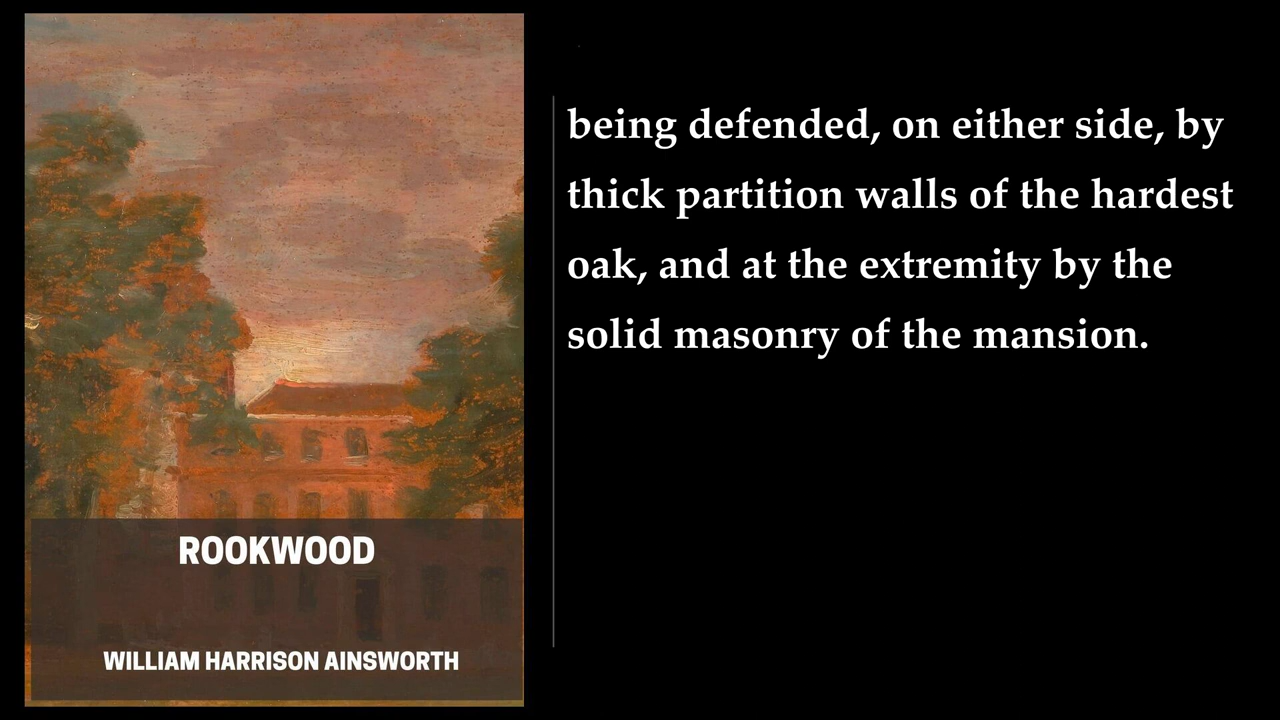 ROOKWOOD
WILLIAM HARRISON AINSWORTH
being defended, on either side, by
thick partition walls of the hardest
oak, and at the extremity by the
solid masonry of the mansion.